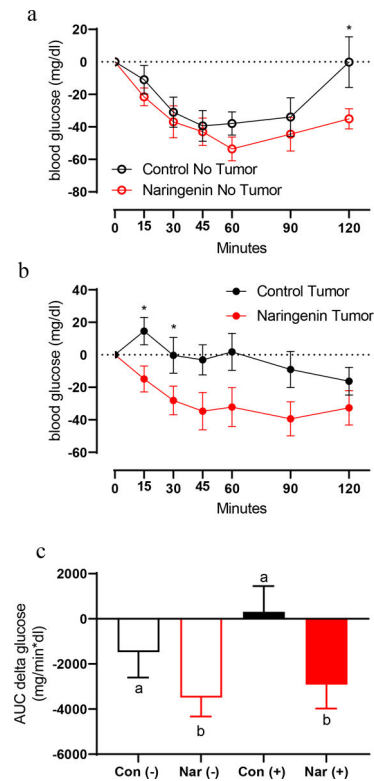 a
blood glucose (mg/dl)
20
0
-20
-40
-60
-80
*
Control No Tumor
Naringenin No Tumor
0 15 30 45 60 90 120
Minutes
b
blood glucose (mg/dl)
40
20
0
-20
-40
-60
* *
Control Tumor
Naringenin Tumor
0 15 30 45 60 90 120
Minutes
c
AUC delta glucose
(mg/min*dl)
2000
0
-2000
-4000
-6000
a b a b
Con (-) Nar (-) Con (+) Nar (+)